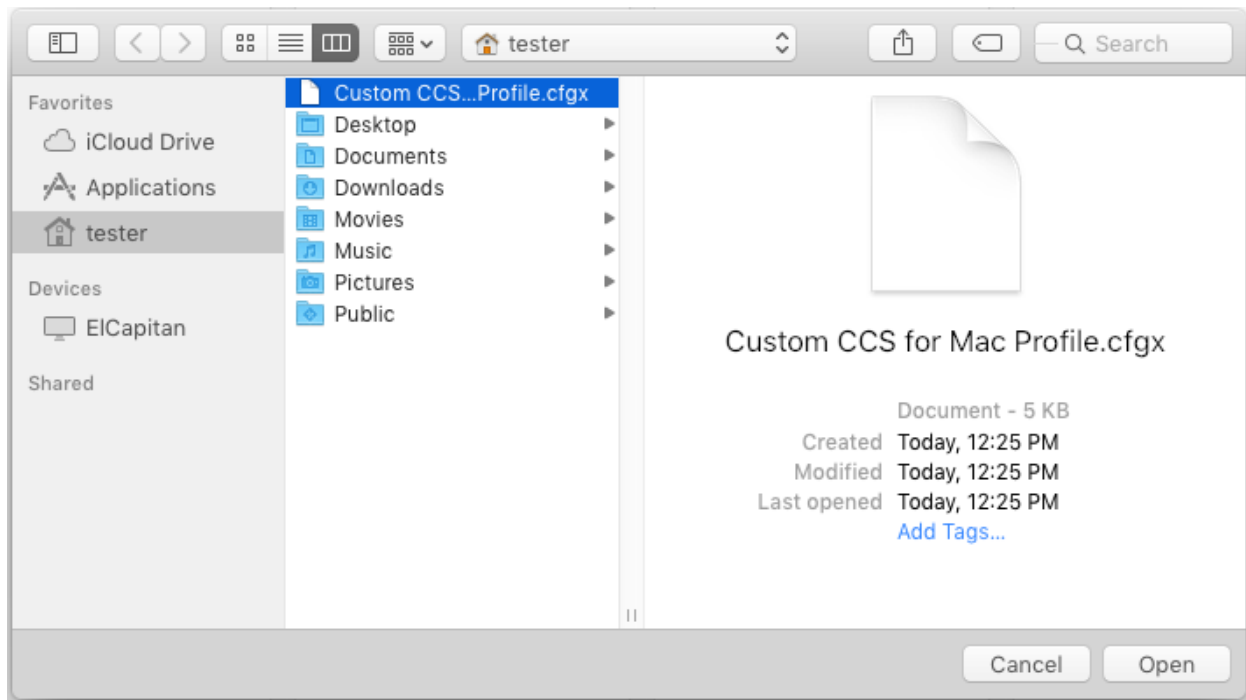 tester
Search
Favorites
iCloud Drive
Applications
tester
Devices
ElCapitan
Shared
Custom CCS...Profile.cfgx
Desktop
Documents
Downloads
Movies
Music
Pictures
Public
Custom CCS for Mac Profile.cfgx
Document - 5 KB
Created Today, 12:25 PM
Modified Today, 12:25 PM
Last opened Today, 12:25 PM
Add Tags...
Cancel
Open